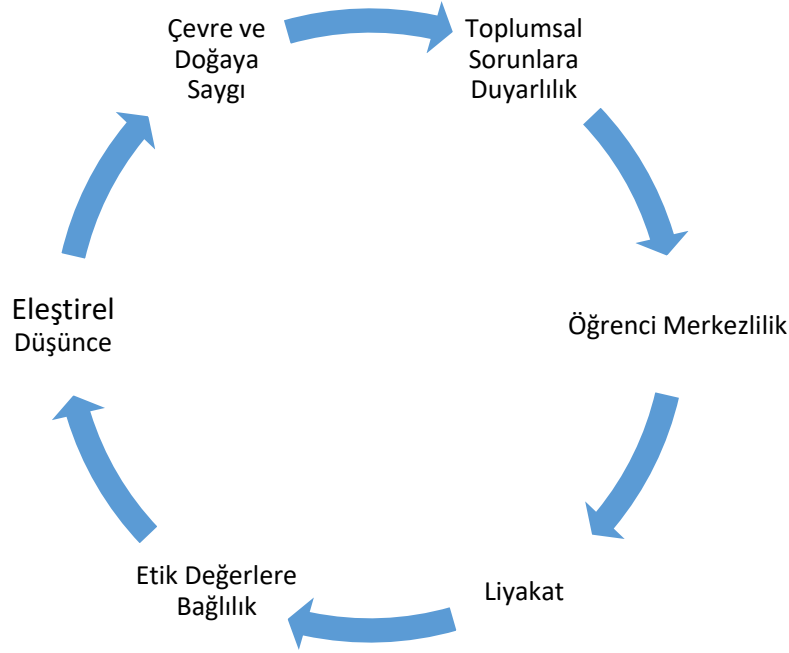 Çevre ve
Doğaya
Saygı
Toplumsal
Sorunlara
Duyarlılık
Öğrenci Merkezlilik
Liyakat
Etik Değerlere
Bağlılık
Eleştirel
Düşünce